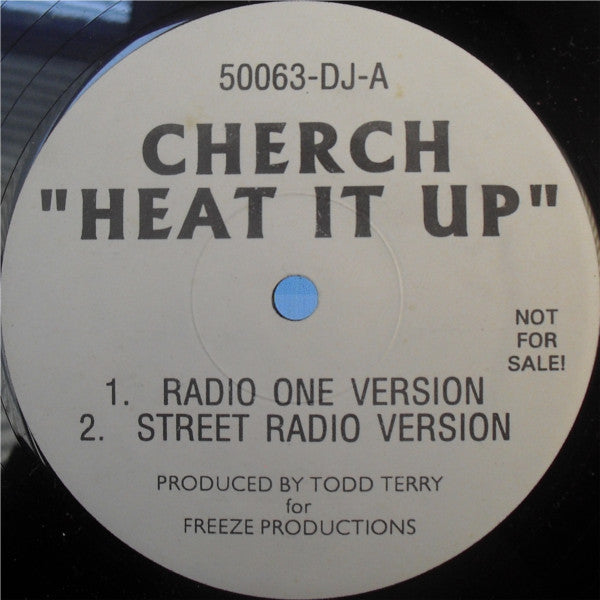 50063-DJ-A
CHERCH
"HEAT IT UP"
NOT
FOR
SALE!
1. RADIO ONE VERSION
2. STREET RADIO VERSION
PRODUCED BY TODD TERRY
for
FREEZE PRODUCTIONS